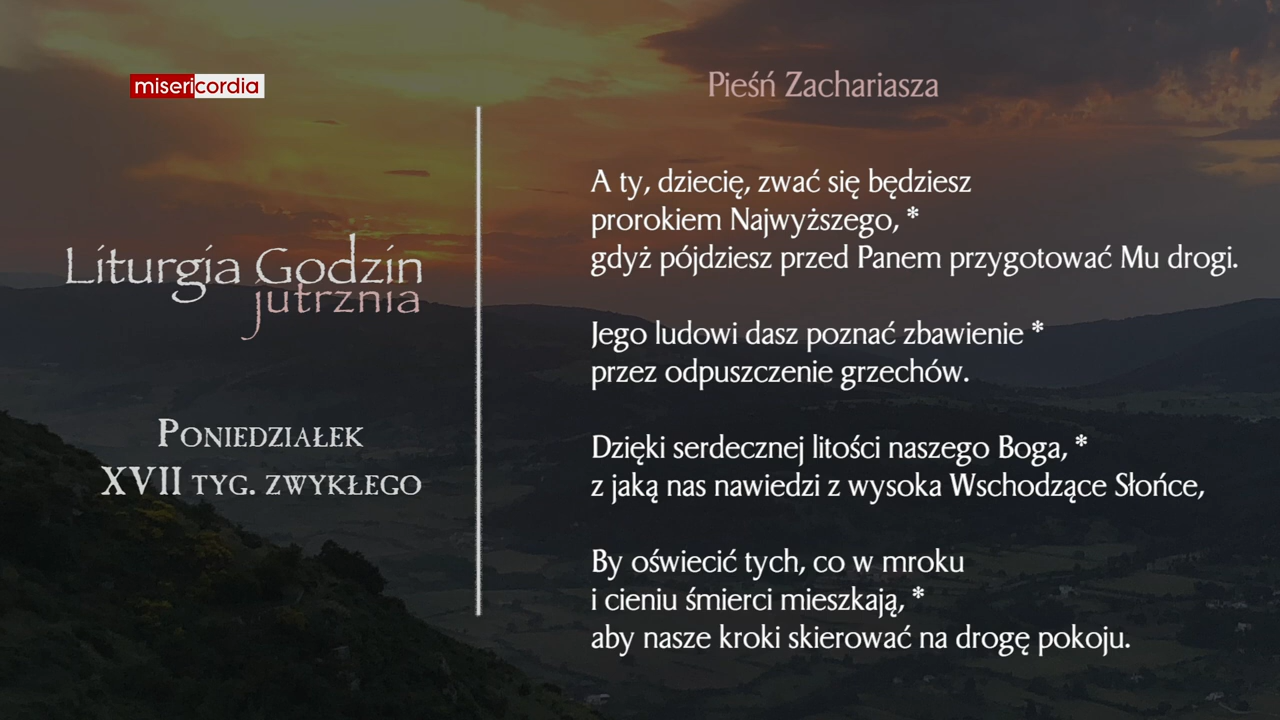 misericordia
Liturgia Godzin
jutrznia
Poniedziałek
XVII tyg. zwykłego
Pieśń Zachariasza
A ty, dziecię, zwać się będziesz
prorokiem Najwyższego, *
gdyż pójdziesz przed Panem przygotować Mu drogi.
Jego ludowi dasz poznać zbawienie *
przez odpuszczenie grzechów.
Dzięki serdecznej litości naszego Boga, *
z jaką nas nawiedzi z wysoka Wschodzące Słońce,
By oświecić tych, co w mroku
i cieniu śmierci mieszkają, *
aby nasze kroki skierować na drogę pokoju.